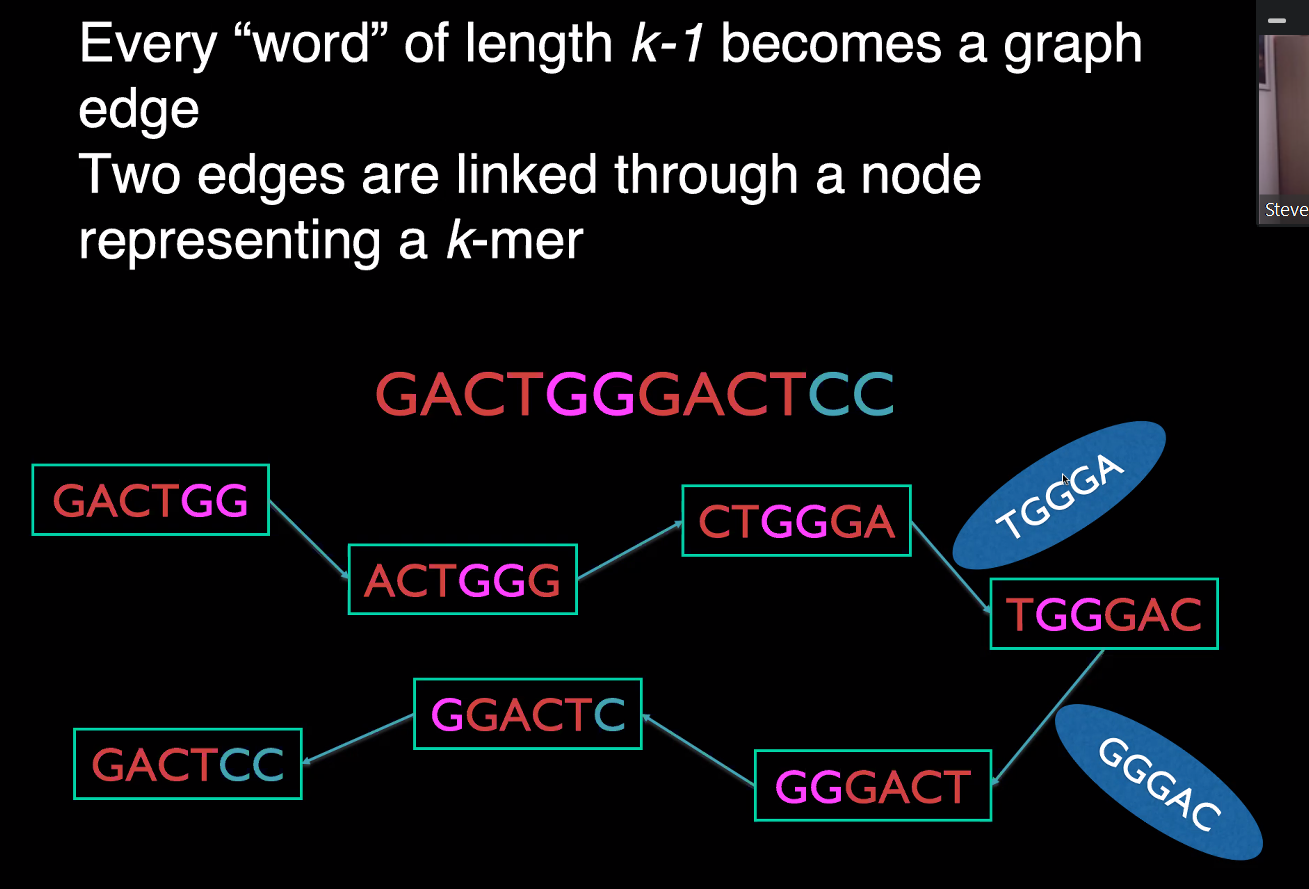 Every “word” of length k-1 becomes a graph
edge
Two edges are linked through a node
representing a k-mer
Steve
GACTGGGACTCC
GACTGG
ACTGGG
CTGGGA
TGGGA
TGGGAC
GGGAC
GGGACT
GGACTC
GACTCC